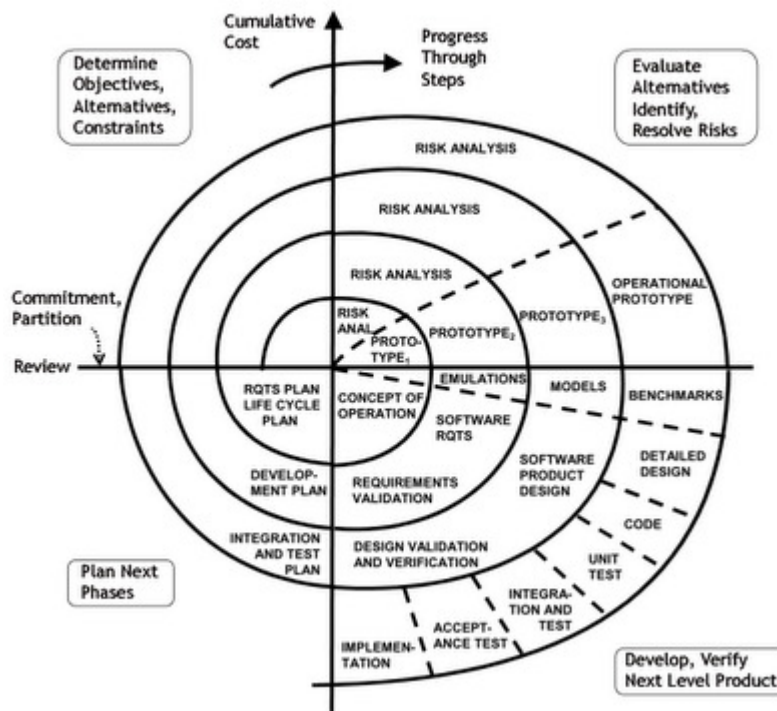 Cumulative
Cost
Progress
Through
Steps
Determine
Objectives,
Alternatives,
Constraints
Evaluate
Alternatives
Identify,
Resolve Risks
RISK ANALYSIS
RISK ANALYSIS
RISK ANALYSIS
RISK
ANAL.
PROTO-
TYPE1
PROTOTYPE2
PROTOTYPE3
OPERATIONAL
PROTOTYPE
Commitment,
Partition
Review
EMULATIONS
MODELS
BENCHMARKS
RQTS PLAN
LIFE CYCLE
PLAN
CONCEPT OF
OPERATION
SOFTWARE
RQTS
SOFTWARE
PRODUCT
DESIGN
DETAILED
DESIGN
DEVELOP-
MENT PLAN
REQUIREMENTS
VALIDATION
CODE
INTEGRATION
AND TEST
PLAN
DESIGN VALIDATION
AND VERIFICATION
UNIT
TEST
INTEGRA-
TION AND
TEST
ACCEPT-
ANCE TEST
IMPLEMEN-
TATION
Plan Next
Phases
Develop, Verify
Next Level Product